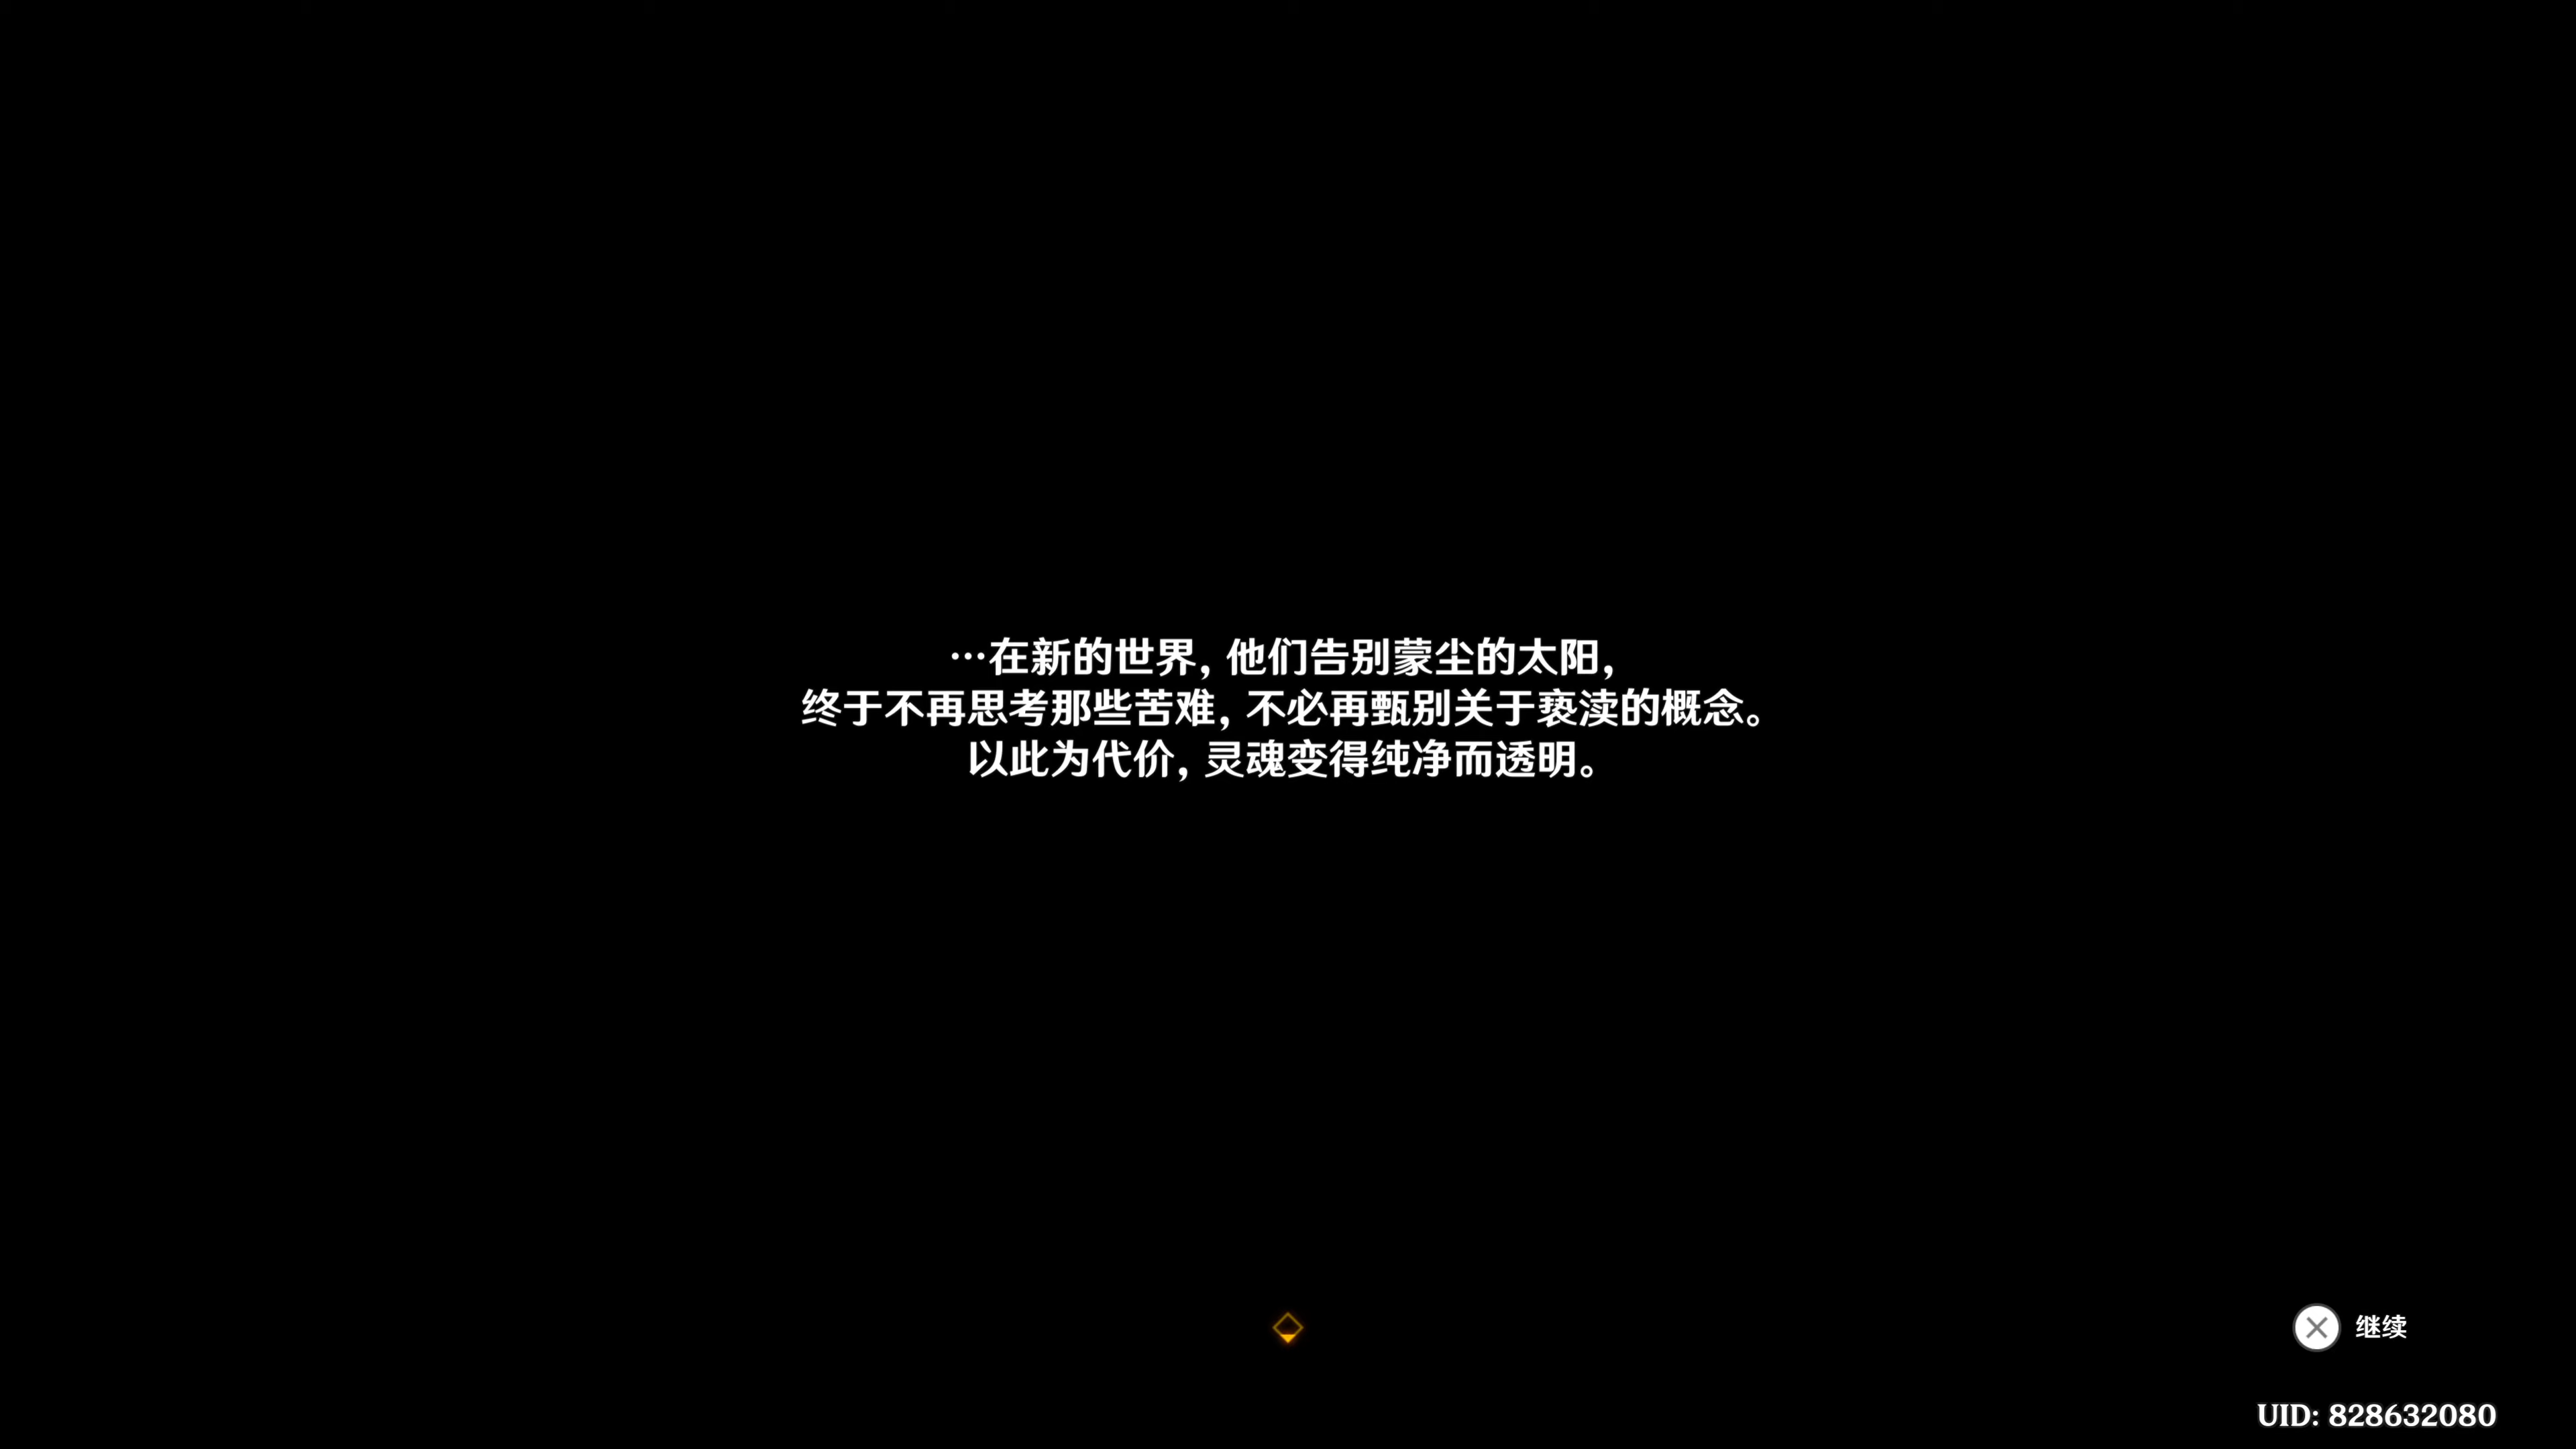 …在新的世界，他们告别蒙尘的太阳，
终于不再思考那些苦难，不必再甄别关于亵渎的概念。
以此为代价，灵魂变得纯净而透明。
继续
UID: 828632080